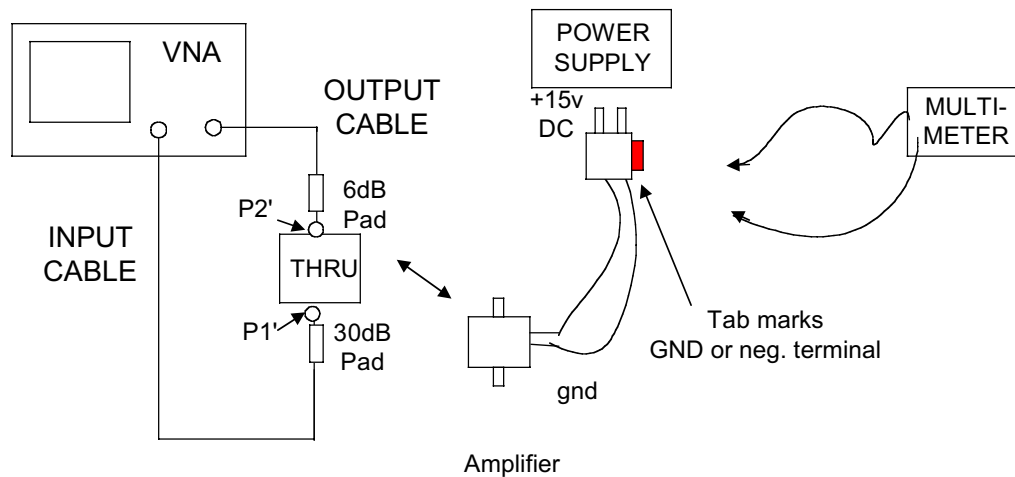 VNA
OUTPUT
CABLE
POWER
SUPPLY
+15v
DC
MULTI-
METER
6dB
Pad
P2'
INPUT
CABLE
THRU
P1'
30dB
Pad
Tab marks
GND or neg. terminal
gnd
Amplifier